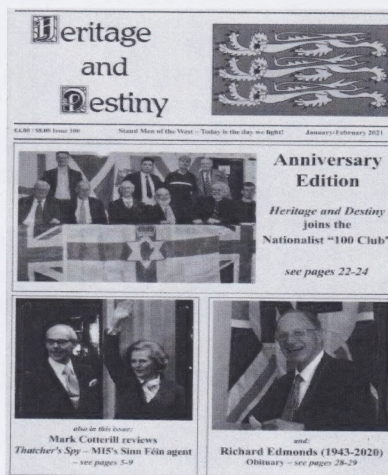 Heritage
and
Destiny
£4.00 / $8.00 Issue 100
Stand Men of the West – Today is the day we fight!
January-February 2021
Anniversary
Edition
Heritage and Destiny
joins the
Nationalist “100 Club”
see pages 22-24
also in this issue:
Mark Cotterill reviews
Thatcher's Spy – MI5's Sinn Féin agent
– see pages 5-9
and:
Richard Edmonds (1943-2020)
Obituary – see pages 28-29